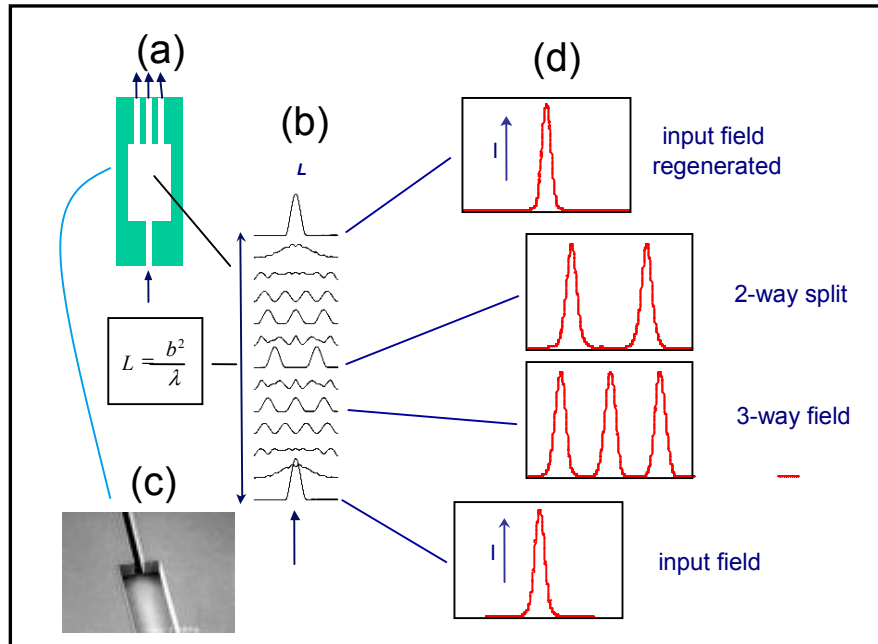 (a)
(b)
L
(d)
I
input field
regenerated
2-way split
L = b² / λ
3-way field
(c)
I
input field